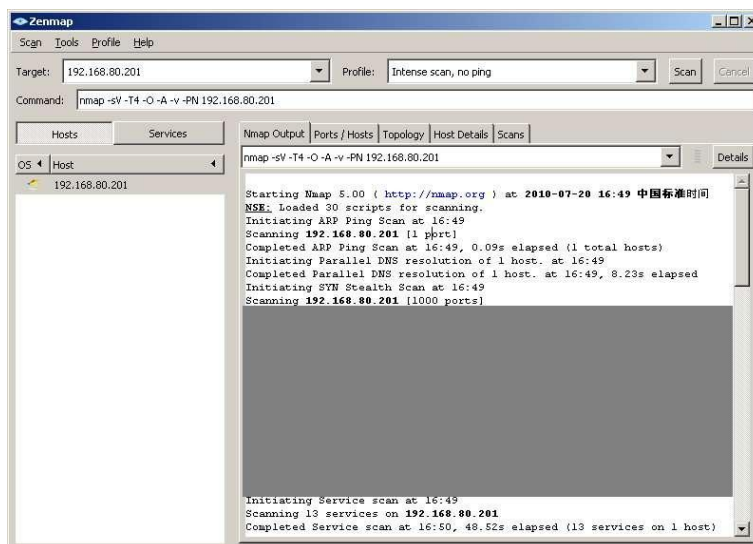 Zenmap
Scan Tools Profile Help
Target: 192.168.80.201 Profile: Intense scan, no ping Scan Cancel
Command: nmap -sV -T4 -O -A -v -PN 192.168.80.201
Hosts Services Nmap Output Ports / Hosts Topology Host Details Scans
OS Host nmap -sV -T4 -O -A -v -PN 192.168.80.201 Details
192.168.80.201
Starting Nmap 5.00 ( http://nmap.org ) at 2010-07-20 16:49 中国标准时间
NSE: Loaded 30 scripts for scanning.
Initiating ARP Ping Scan at 16:49
Scanning 192.168.80.201 [1 port]
Completed ARP Ping Scan at 16:49, 0.09s elapsed (1 total hosts)
Initiating Parallel DNS resolution of 1 host. at 16:49
Completed Parallel DNS resolution of 1 host. at 16:49, 8.23s elapsed
Initiating SYN Stealth Scan at 16:49
Scanning 192.168.80.201 [1000 ports]
Initiating Service scan at 16:49
Scanning 13 services on 192.168.80.201
Completed Service scan at 16:50, 48.52s elapsed (13 services on 1 host)